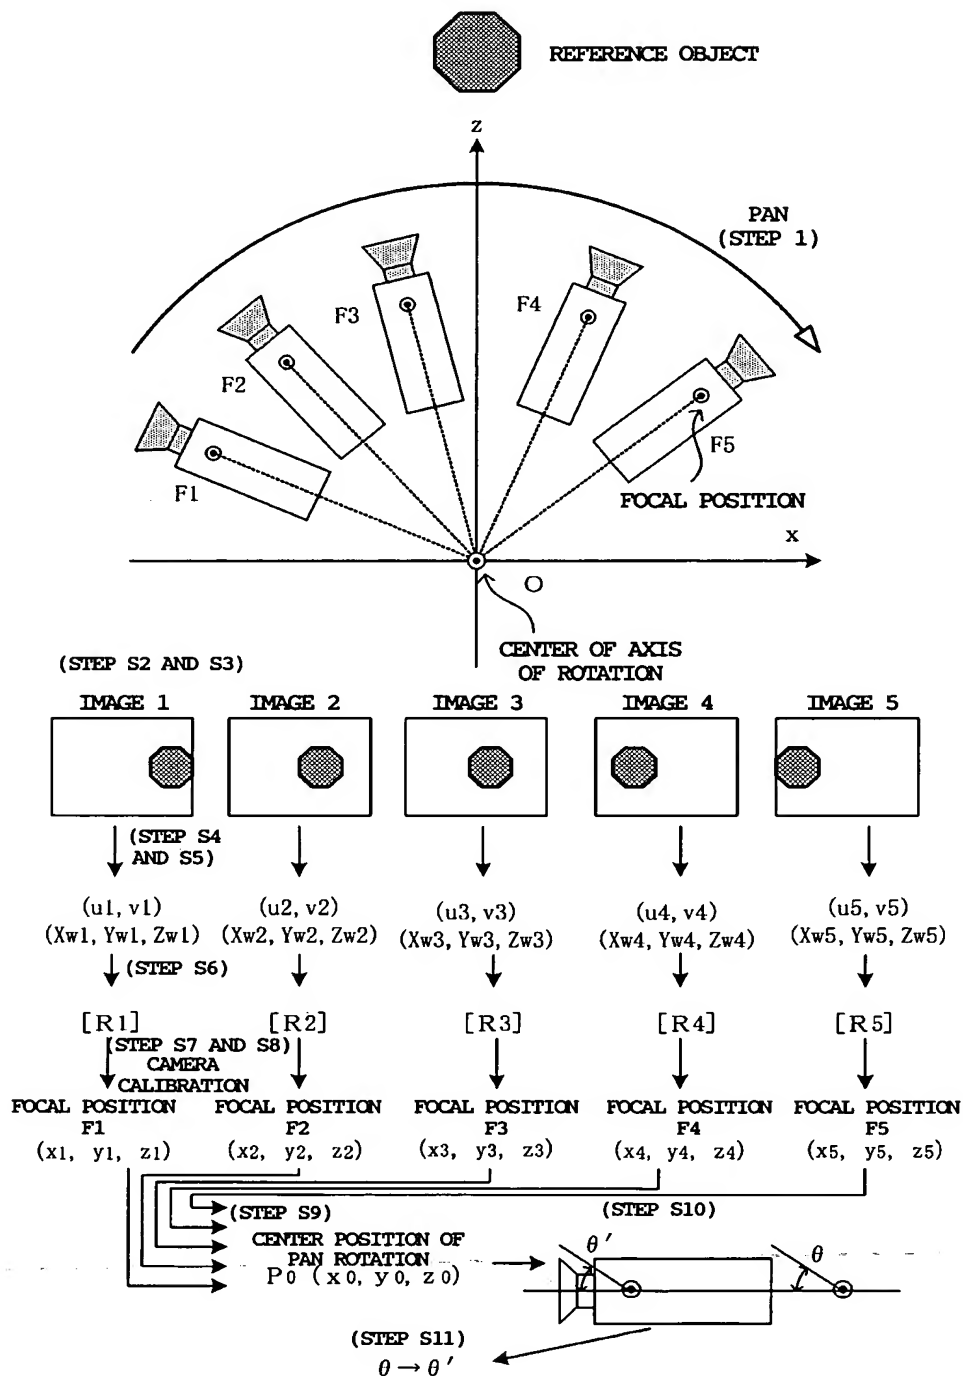 REFERENCE OBJECT
z
PAN
(STEP 1)
F3
F4
F2
F5
F1
FOCAL POSITION
x
O
CENTER OF AXIS
OF ROTATION
(STEP S2 AND S3)
IMAGE 1 IMAGE 2 IMAGE 3 IMAGE 4 IMAGE 5
(STEP S4
AND S5)
(u1, v1) (u2, v2) (u3, v3) (u4, v4) (u5, v5)
(Xw1, Yw1, Zw1) (Xw2, Yw2, Zw2) (Xw3, Yw3, Zw3) (Xw4, Yw4, Zw4) (Xw5, Yw5, Zw5)
(STEP S6)
[R1] [R2] [R3] [R4] [R5]
(STEP S7 AND S8)
CAMERA
CALIBRATION
FOCAL POSITION FOCAL POSITION FOCAL POSITION FOCAL POSITION FOCAL POSITION
F1 F2 F3 F4 F5
(x1, y1, z1) (x2, y2, z2) (x3, y3, z3) (x4, y4, z4) (x5, y5, z5)
(STEP S9) (STEP S10)
CENTER POSITION OF
PAN ROTATION
P0 (x0, y0, z0)
θ′ θ
(STEP S11)
θ → θ′